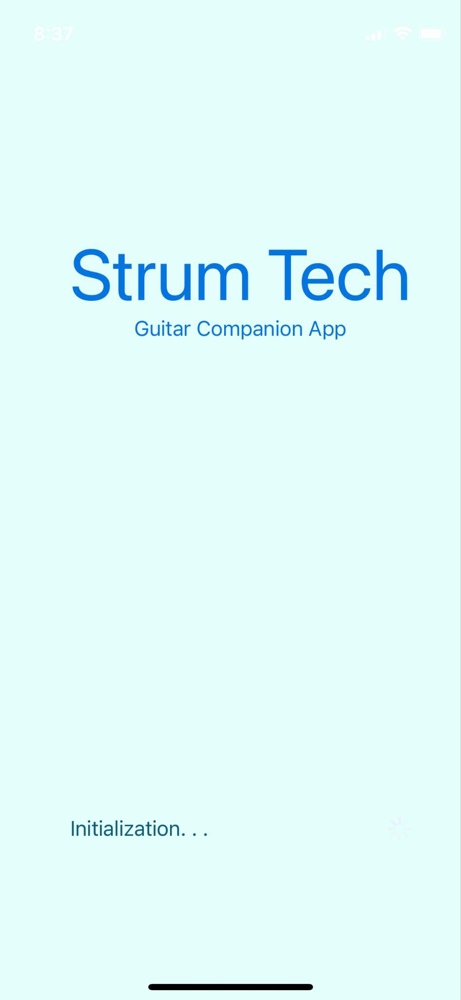 8:37
Strum Tech
Guitar Companion App
Initialization. . .